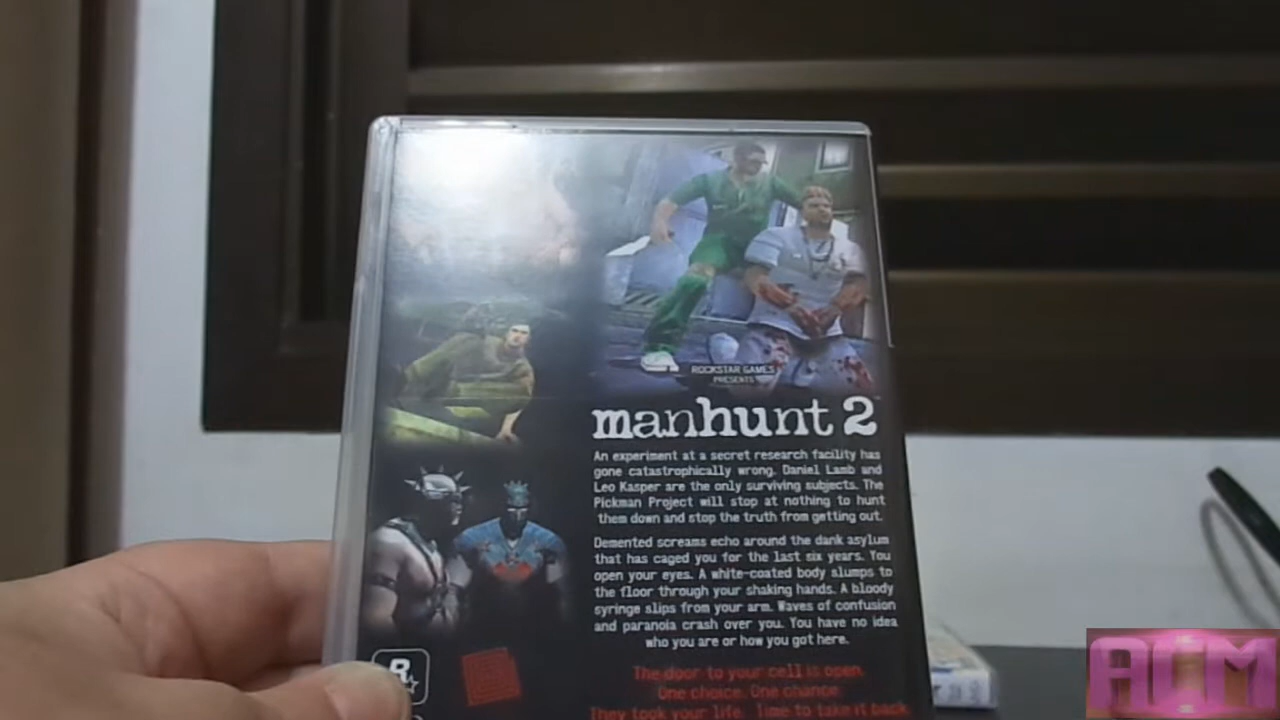 ROCKSTAR GAMES
PRESENTS
manhunt 2
An experiment at a secret research facility has
gone catastrophically wrong. Daniel Lamb and
Leo Kasper are the only surviving subjects. The
Pickman Project will stop at nothing to hunt
them down and stop the truth from getting out.
Demented screams echo around the dank asylum
that has caged you for the last six years. You
open your eyes. A white-coated body slumps to
the floor through your shaking hands. A bloody
syringe slips from your arm. Waves of confusion
and paranoia crash over you. You have no idea
who you are or how you got here.
The door to your cell is open.
One choice. One chance.
They took your life. Time to take it back.
R
ACM